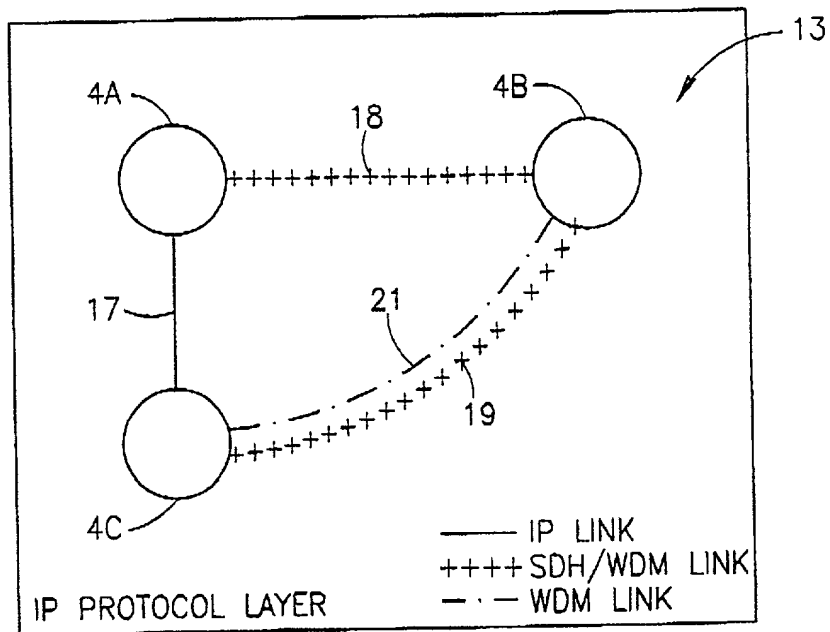 13
4A
4B
18
17
21
19
4C
IP LINK
++++ SDH/WDM LINK
WDM LINK
IP PROTOCOL LAYER